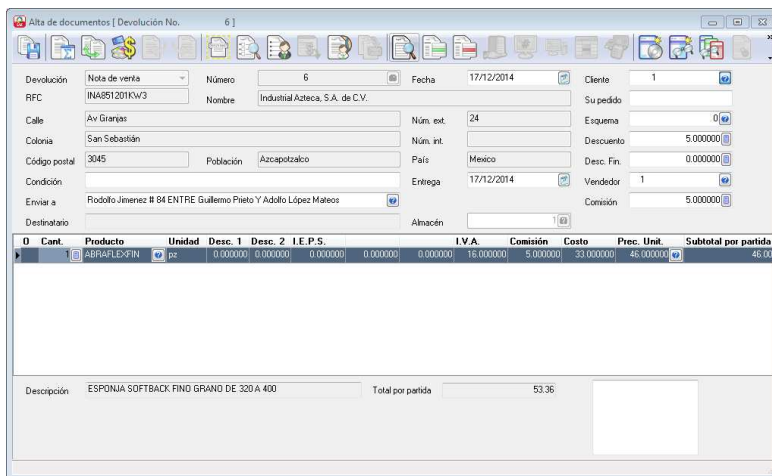 Alta de documentos [ Devolución No. 6 ]
Devolución Nota de venta Número 6 Fecha 17/12/2014 Cliente 1
RFC INA851201KW3 Nombre Industrial Azteca, S.A. de C.V. Su pedido
Calle Av Granjas Núm. ext. 24 Esquema 0
Colonia San Sebastián Núm. int. Descuento 5.000000
Código postal 3045 Población Azcapotzalco País Mexico Desc. Fin. 0.000000
Condición Entrega 17/12/2014 Vendedor 1
Enviar a Rodolfo Jimenez # 84 ENTRE Guillermo Prieto Y Adolfo López Mateos Comisión 5.000000
Destinatario Almacén 1
O Cant. Producto Unidad Desc. 1 Desc. 2 I.E.P.S. I.V.A. Comisión Costo Prec. Unit. Subtotal por partida
1 ABRAFLEXFIN pz 0.000000 0.000000 0.000000 0.000000 0.000000 16.000000 5.000000 33.000000 46.000000 46.00
Descripción ESPONJA SOFTBACK FINO GRANO DE 320 A 400 Total por partida 53.36